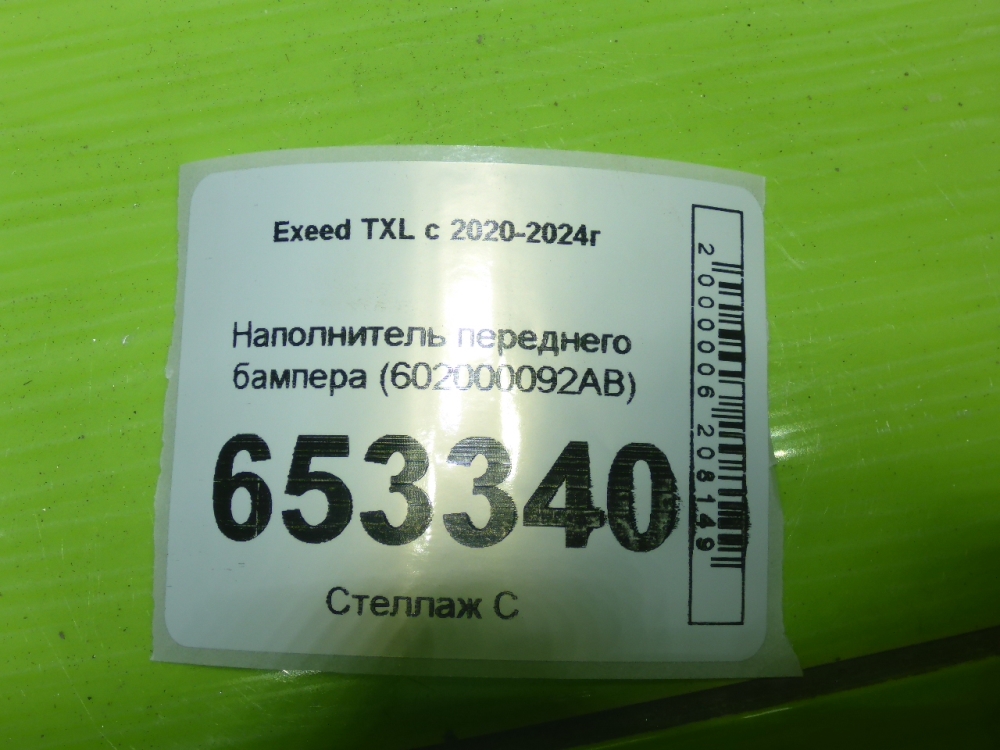 Exeed TXL с 2020-2024г
Наполнитель переднего
бампера (602000092AB)
653340
Стеллаж С
2000006208149